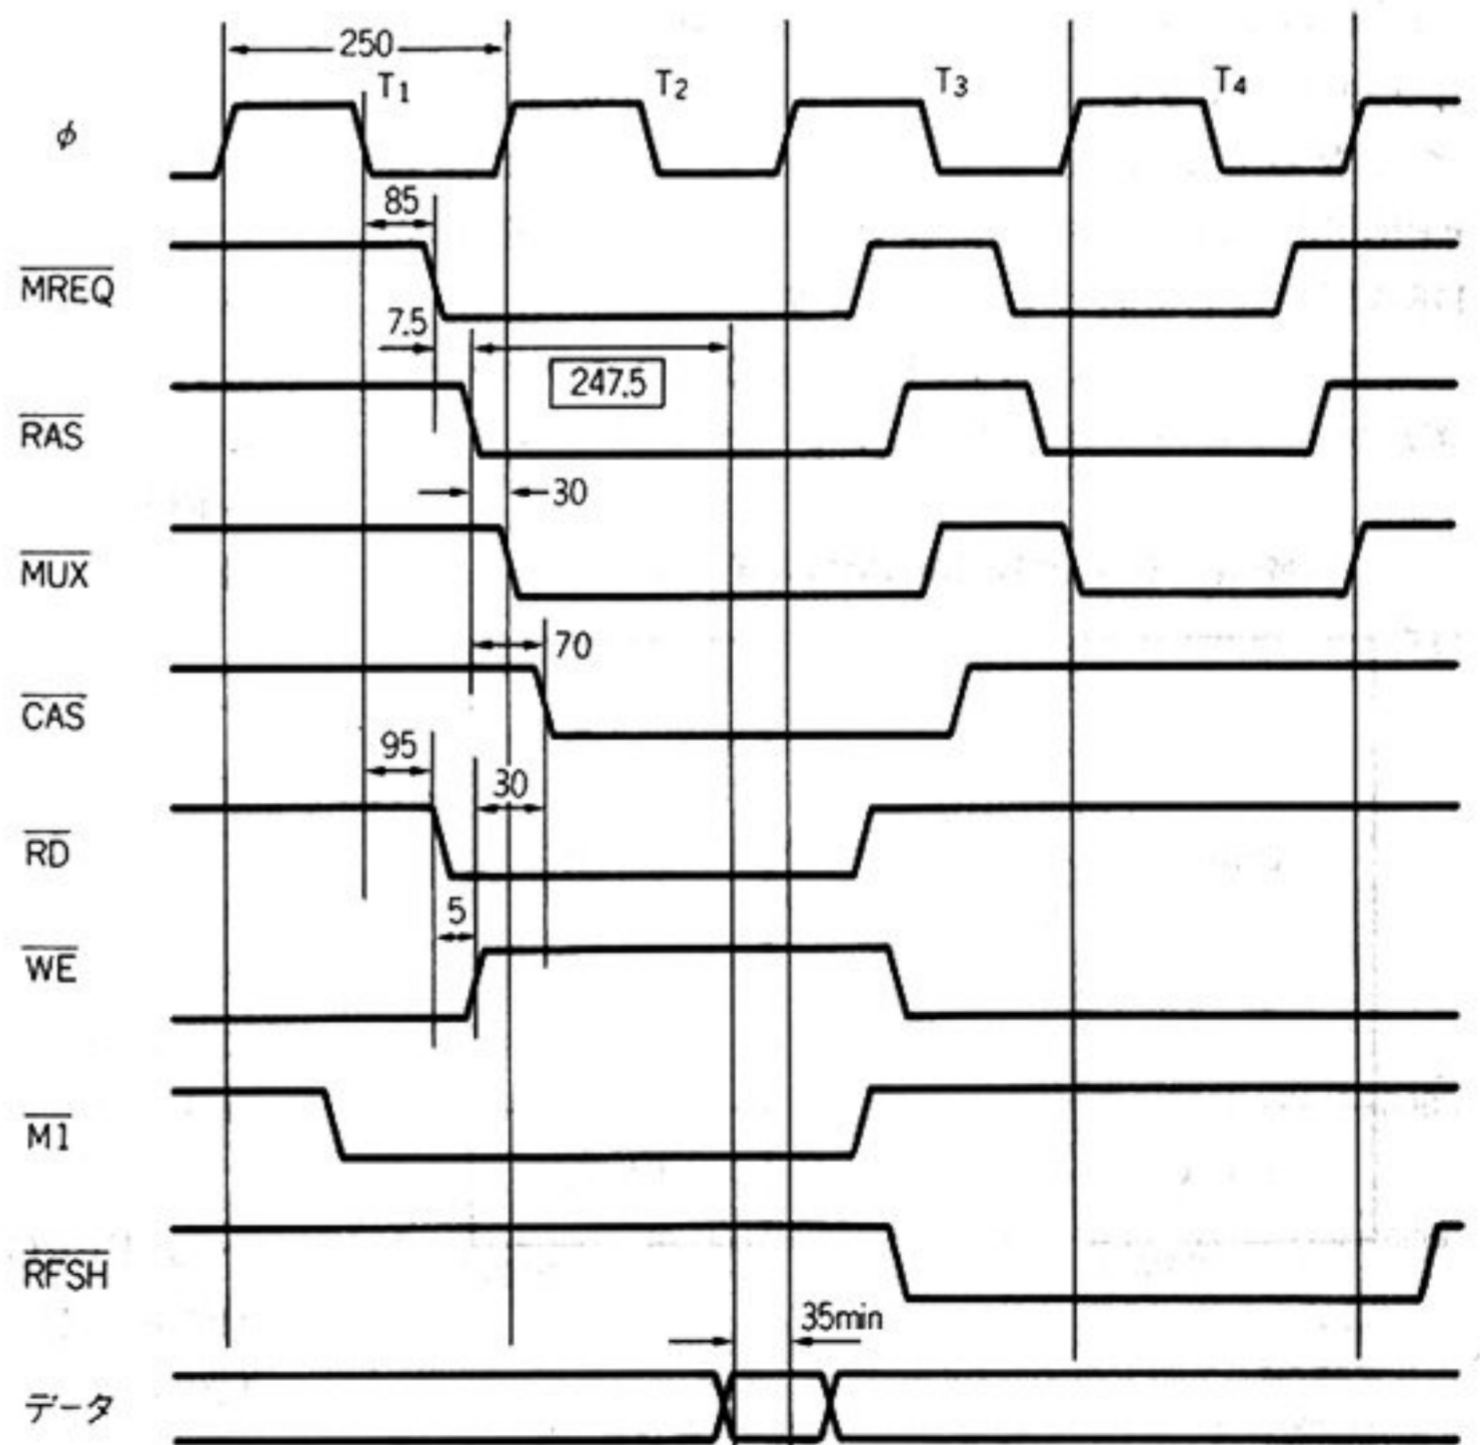 250
T1 T2 T3 T4
φ
85
MREQ
7.5
247.5
RAS
30
MUX
70
CAS
95
30
RD
5
WE
M1
RFSH
35min
データ